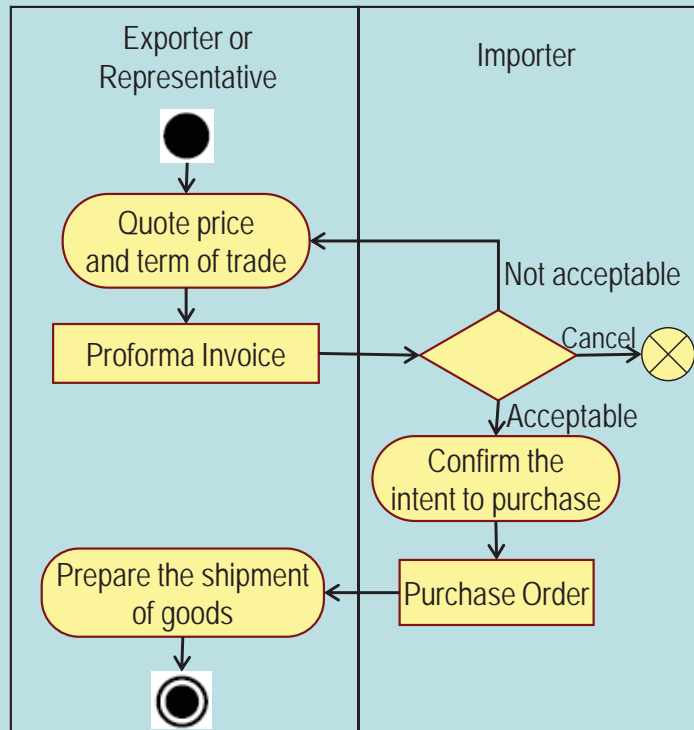 Exporter or
Representative
Importer
Quote price
and term of trade
Not acceptable
Proforma Invoice
Cancel
Acceptable
Confirm the
intent to purchase
Prepare the shipment
of goods
Purchase Order